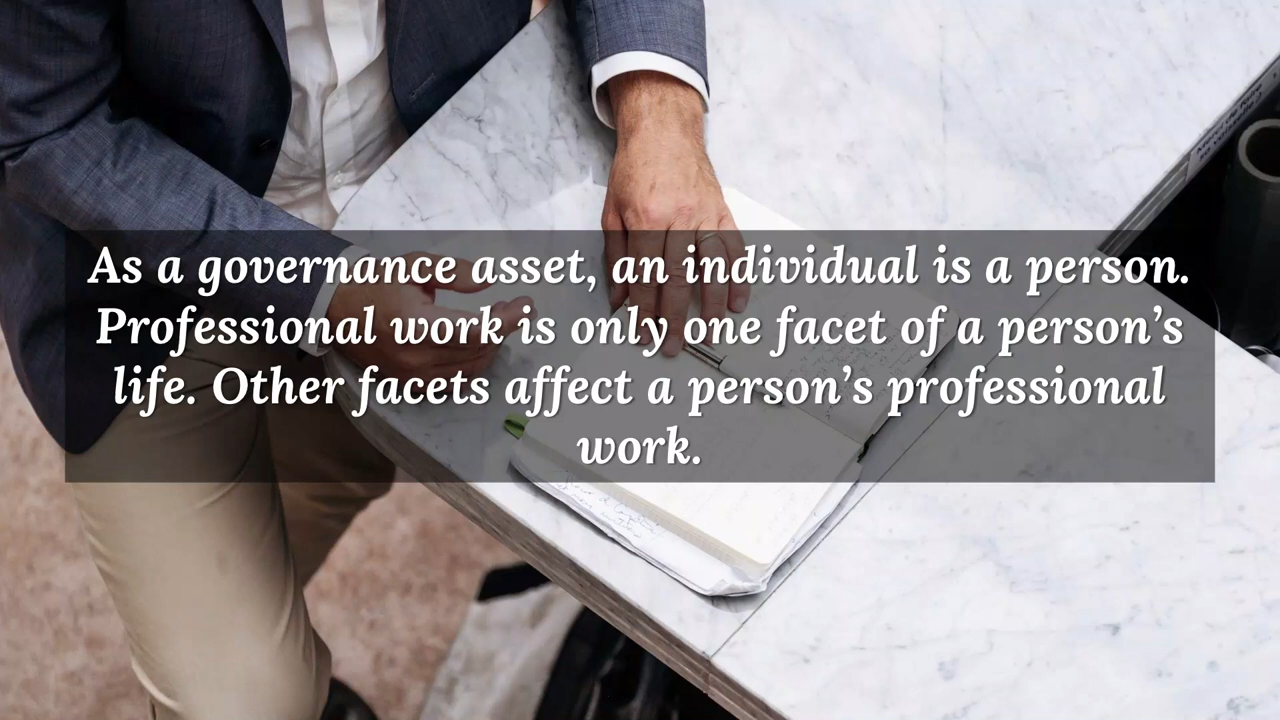 As a governance asset, an individual is a person.
Professional work is only one facet of a person’s
life. Other facets affect a person’s professional
work.